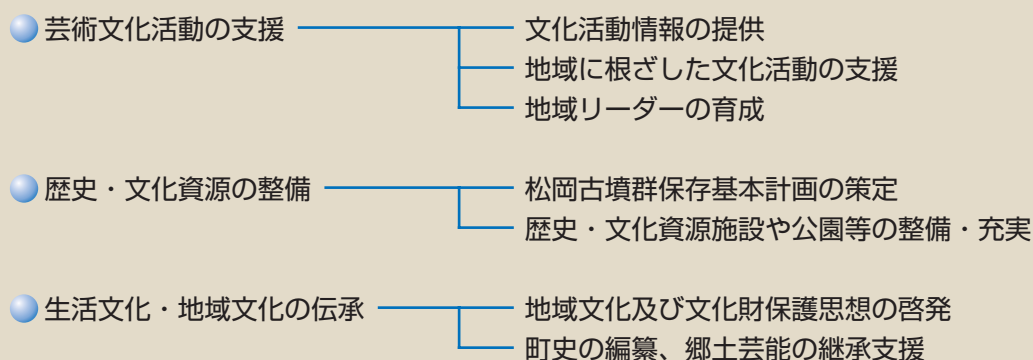 芸術文化活動の支援 文化活動情報の提供
地域に根ざした文化活動の支援
地域リーダーの育成
歴史・文化資源の整備 松岡古墳群保存基本計画の策定
歴史・文化資源施設や公園等の整備・充実
生活文化・地域文化の伝承 地域文化及び文化財保護思想の啓発
町史の編纂、郷土芸能の継承支援